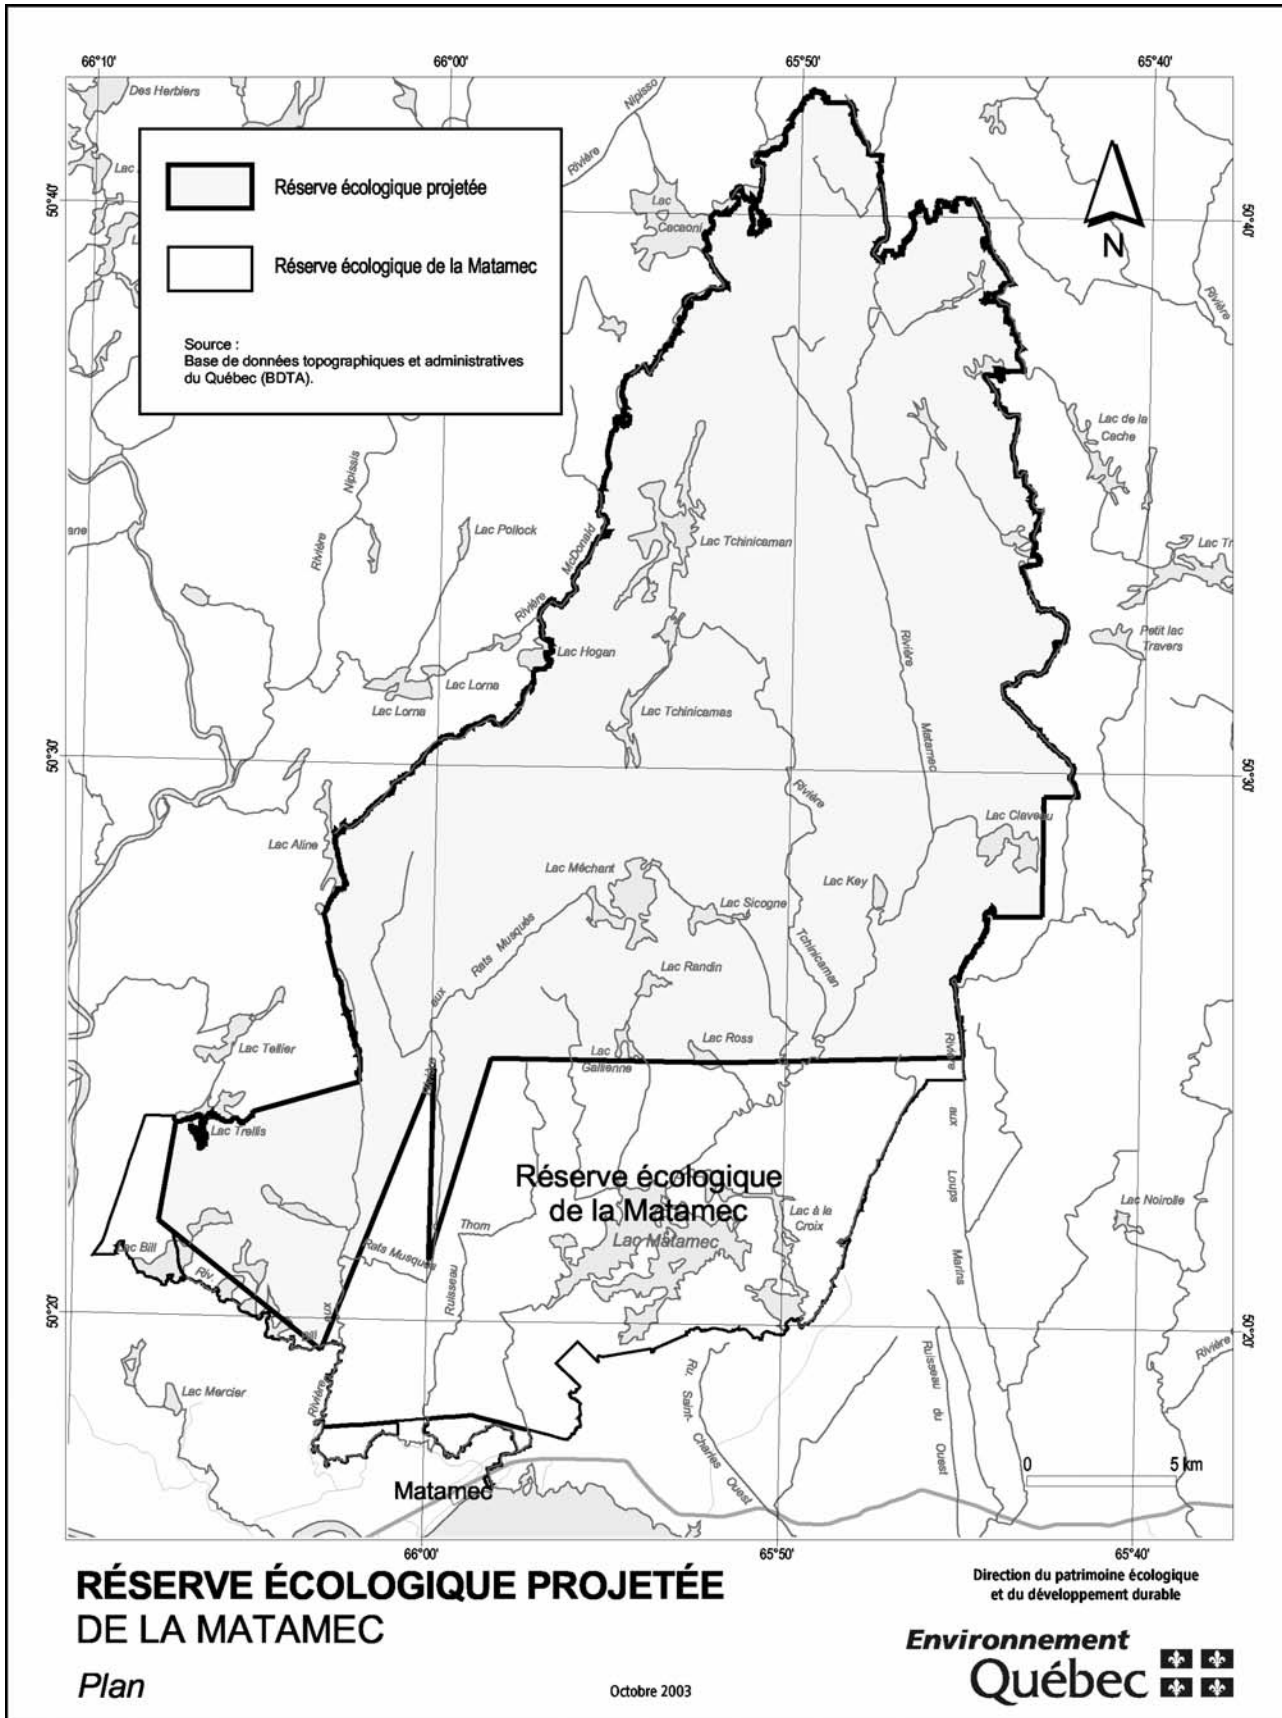 66°10'
66°00'
65°50'
65°40'
Des Herbiers
Nipisso
Rivière
Lac
50°40'
50°40'
Réserve écologique projetée
Réserve écologique de la Matamec
Source :
Base de données topographiques et administratives
du Québec (BDTA).
Lac
Cacaoni
N
Rivière
Lac de la
Cache
Nipissis
Rivière
Lac Pollock
McDonald
Rivière
Lac Tchinicaman
Lac Tr
Petit lac
Travers
Lac Hogan
Lac Lorna
Lac Lorna
Lac Tchinicamas
Rivière
Matamec
50°30'
50°30'
Rivière
Tchinicaman
Lac Claveau
Lac Aline
Lac Méchant
Lac Key
Lac Sicogne
Rats Musqués
aux
Lac Randin
Lac Tellier
Lac Ross
Lac
Gallienne
Rivière
aux
Loups
Marins
Lac Trellis
Réserve écologique
de la Matamec
Lac Matamec
Lac à la
Croix
Lac Noirolle
Thom
Ruisseau
Rats Musqués
Lac Bill
Riv.
aux
Rivière
50°20'
50°20'
Lac Mercier
Ru. Saint-
Charles Ouest
Ruisseau du
Ouest
Rivière
0
5 km
Matamec
66°00'
65°50'
65°40'
RÉSERVE ÉCOLOGIQUE PROJETÉE
DE LA MATAMEC
Plan
Octobre 2003
Direction du patrimoine écologique
et du développement durable
Environnement
Québec